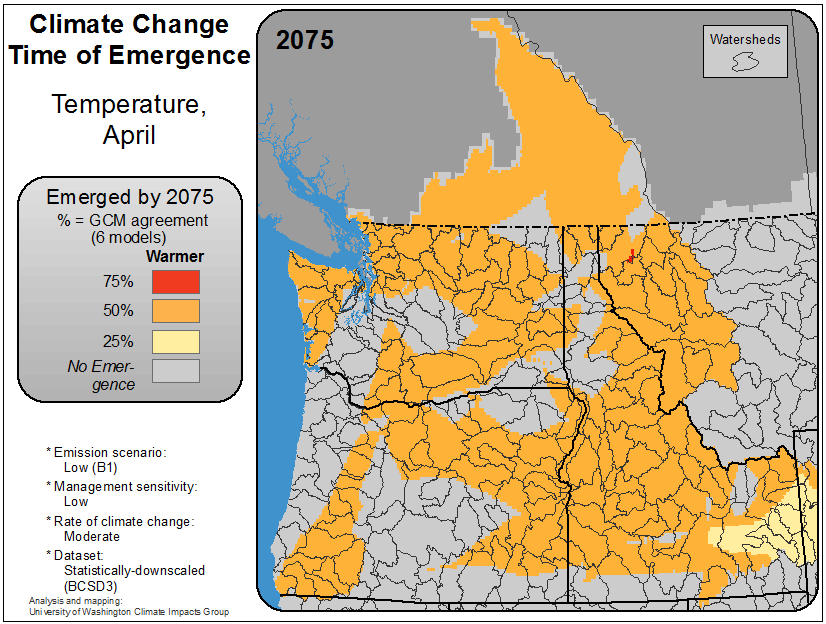 Climate Change
Time of Emergence
Temperature,
April
Emerged by 2075
% = GCM agreement
(6 models)
Warmer
75%
50%
25%
No Emer-
gence
* Emission scenario:
Low (B1)
* Management sensitivity:
Low
* Rate of climate change:
Moderate
* Dataset:
Statistically-downscaled
(BCSD3)
Analysis and mapping:
University of Washington Climate Impacts Group
2075
Watersheds